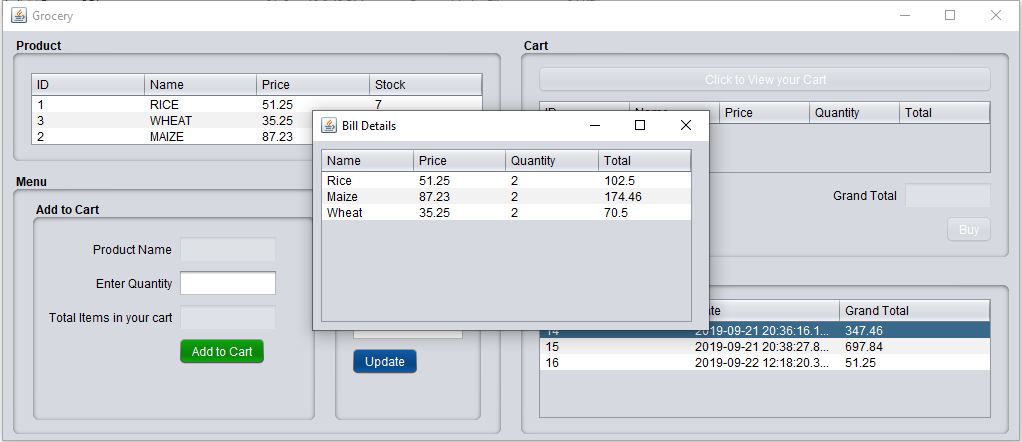 Grocery
Product
ID Name Price Stock
1 RICE 51.25 7
3 WHEAT 35.25
2 MAIZE 87.23
Menu
Add to Cart
Product Name
Enter Quantity
Total Items in your cart
Add to Cart
Update
Bill Details
Name Price Quantity Total
Rice 51.25 2 102.5
Maize 87.23 2 174.46
Wheat 35.25 2 70.5
Cart
Click to View your Cart
ID Name Price Quantity Total
Grand Total
Buy
Grand Total
14 2019-09-21 20:36:16.1... 347.46
15 2019-09-21 20:38:27.8... 697.84
16 2019-09-22 12:18:20.3... 51.25